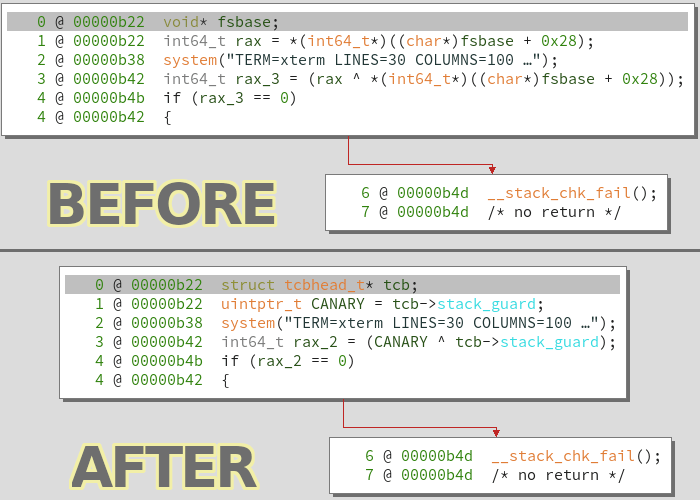 0 @ 00000b22  void* fsbase;
1 @ 00000b22  int64_t rax = *(int64_t*)((char*)fsbase + 0x28);
2 @ 00000b38  system("TERM=xterm LINES=30 COLUMNS=100 …");
3 @ 00000b42  int64_t rax_3 = (rax ^ *(int64_t*)((char*)fsbase + 0x28));
4 @ 00000b4b  if (rax_3 == 0)
4 @ 00000b42  {
BEFORE
6 @ 00000b4d  __stack_chk_fail();
7 @ 00000b4d  /* no return */
0 @ 00000b22  struct tcbhead_t* tcb;
1 @ 00000b22  uintptr_t CANARY = tcb->stack_guard;
2 @ 00000b38  system("TERM=xterm LINES=30 COLUMNS=100 …");
3 @ 00000b42  int64_t rax_2 = (CANARY ^ tcb->stack_guard);
4 @ 00000b4b  if (rax_2 == 0)
4 @ 00000b42  {
AFTER
6 @ 00000b4d  __stack_chk_fail();
7 @ 00000b4d  /* no return */